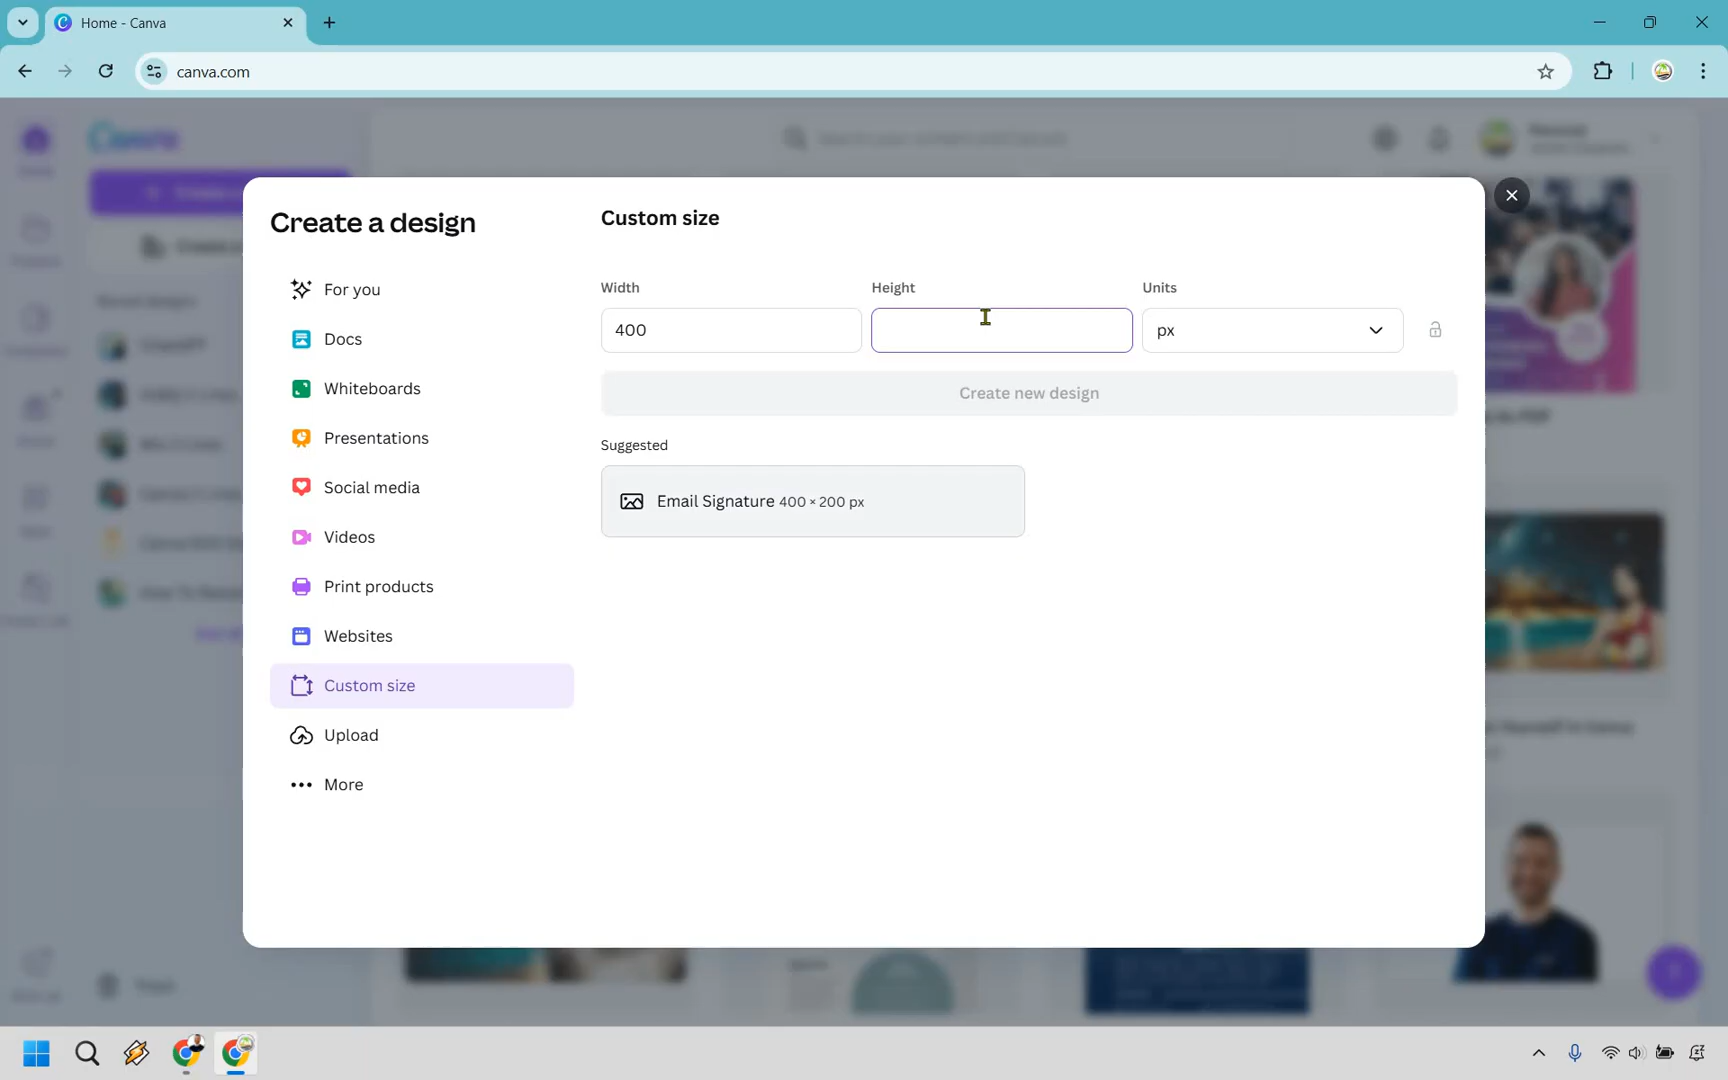 Home - Canva
canva.com
Canva
Create a design
For you
Docs
Whiteboards
Presentations
Social media
Videos
Print products
Websites
Custom size
Upload
More
Custom size
Width
Height
Units
400
px
Create new design
Suggested
Email Signature 400 × 200 px